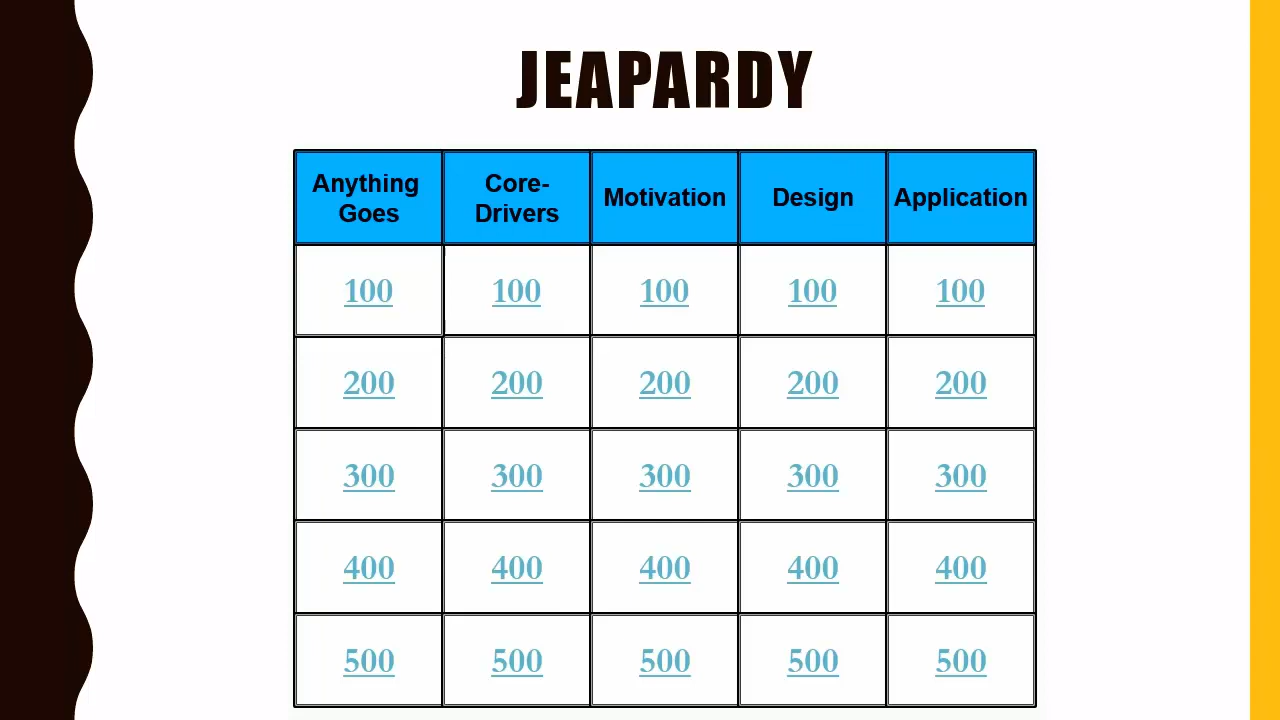 JEAPARDY
Anything Goes Core-Drivers Motivation Design Application
100 100 100 100 100
200 200 200 200 200
300 300 300 300 300
400 400 400 400 400
500 500 500 500 500